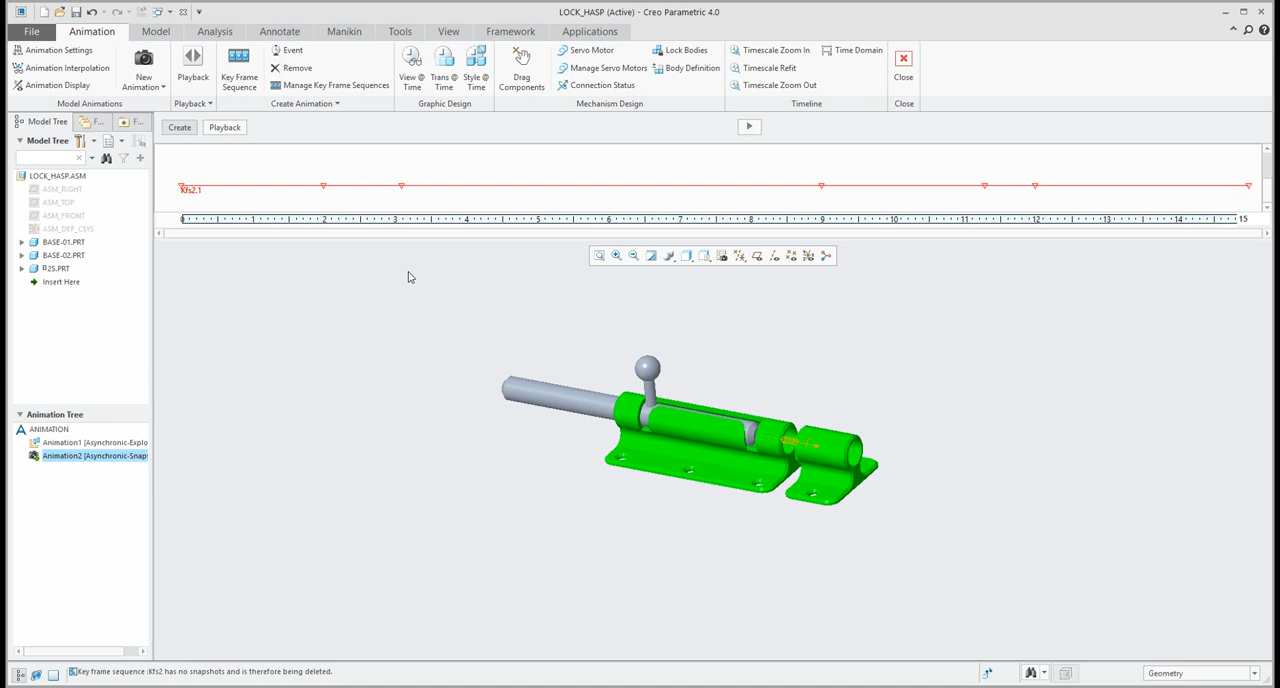 LOCK_HASP (Active) - Creo Parametric 4.0
File Animation Model Analysis Annotate Manikin Tools View Framework Applications
Animation Settings
Animation Interpolation
Animation Display
New Animation
Model Animations
Playback
Playback
Key Frame Sequence
Event
Remove
Manage Key Frame Sequences
Create Animation
View @ Time
Trans @ Time
Style @ Time
Graphic Design
Drag Components
Servo Motor
Manage Servo Motors
Connection Status
Lock Bodies
Body Definition
Mechanism Design
Timescale Zoom In
Timescale Refit
Timescale Zoom Out
Time Domain
Timeline
Close
Close
Model Tree F... F...
Create Playback
Model Tree
Kfs2.1
0 1 2 3 4 5 6 7 8 9 10 11 12 13 14 15
LOCK_HASP.ASM
ASM_RIGHT
ASM_TOP
ASM_FRONT
ASM_DEF_CSYS
BASE-01.PRT
BASE-02.PRT
D2S.PRT
Insert Here
Animation Tree
ANIMATION
Animation1 [Asynchronic-Explo
Animation2 [Asynchronic-Snaps
Key frame sequence :Kfs2 has no snapshots and is therefore being deleted.
Geometry